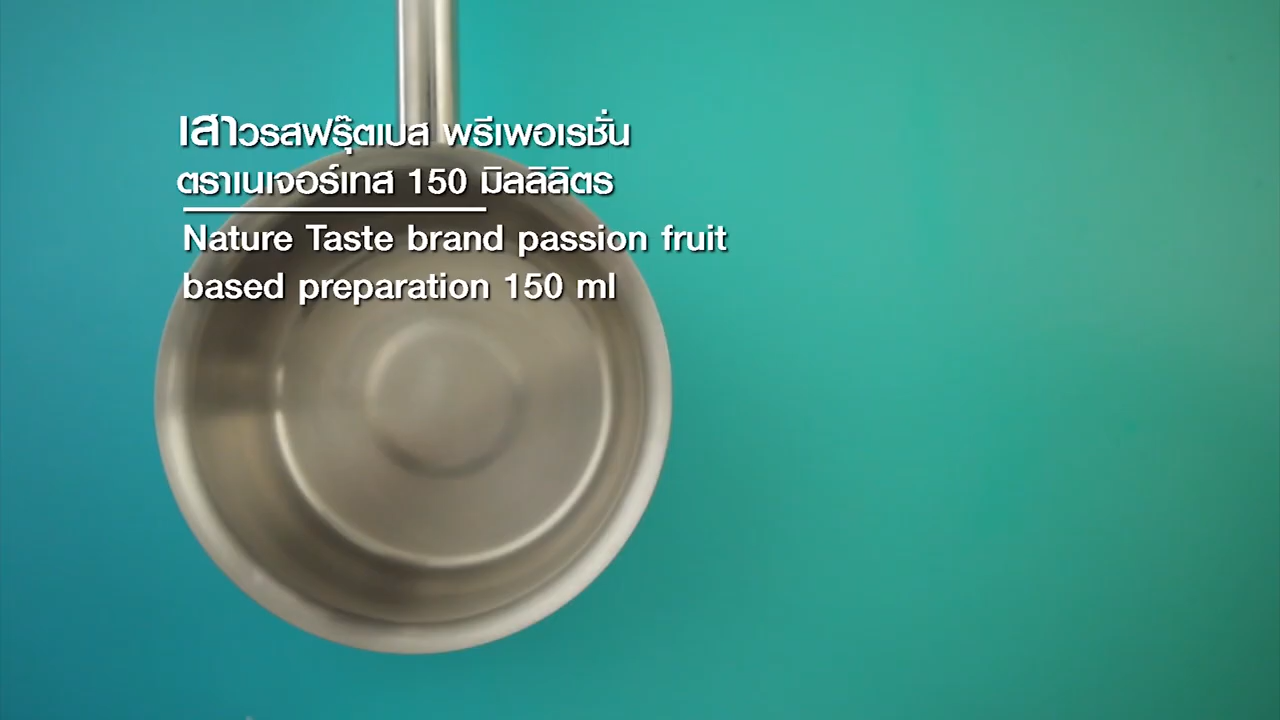 เสาวรสฟรุ๊ตเบส พรีเพอเรชั่น
ตราเนเจอร์เทส 150 มิลลิลิตร
Nature Taste brand passion fruit
based preparation 150 ml